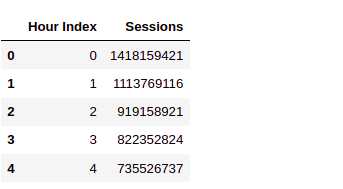 Hour Index Sessions
0 0 1418159421
1 1 1113769116
2 2 919158921
3 3 822352824
4 4 735526737